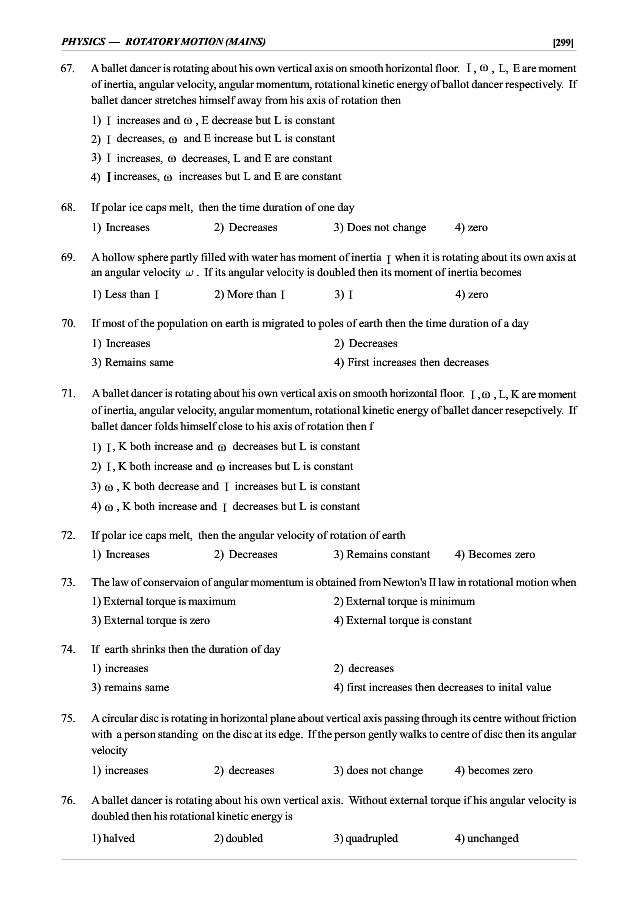 PHYSICS — ROTATORY MOTION (MAINS) [299]
67. A ballet dancer is rotating about his own vertical axis on smooth horizontal floor. I, ω, L, E are moment
of inertia, angular velocity, angular momentum, rotational kinetic energy of ballot dancer respectively. If
ballet dancer stretches himself away from his axis of rotation then
1) I increases and ω, E decrease but L is constant
2) I decreases, ω and E increase but L is constant
3) I increases, ω decreases, L and E are constant
4) I increases, ω increases but L and E are constant
68. If polar ice caps melt, then the time duration of one day
1) Increases 2) Decreases 3) Does not change 4) zero
69. A hollow sphere partly filled with water has moment of inertia I when it is rotating about its own axis at
an angular velocity ω. If its angular velocity is doubled then its moment of inertia becomes
1) Less than I 2) More than I 3) I 4) zero
70. If most of the population on earth is migrated to poles of earth then the time duration of a day
1) Increases 2) Decreases
3) Remains same 4) First increases then decreases
71. A ballet dancer is rotating about his own vertical axis on smooth horizontal floor. I, ω, L, K are moment
of inertia, angular velocity, angular momentum, rotational kinetic energy of ballet dancer resepctively. If
ballet dancer folds himself close to his axis of rotation then f
1) I, K both increase and ω decreases but L is constant
2) I, K both increase and ω increases but L is constant
3) ω, K both decrease and I increases but L is constant
4) ω, K both increase and I decreases but L is constant
72. If polar ice caps melt, then the angular velocity of rotation of earth
1) Increases 2) Decreases 3) Remains constant 4) Becomes zero
73. The law of conservaion of angular momentum is obtained from Newton's II law in rotational motion when
1) External torque is maximum 2) External torque is minimum
3) External torque is zero 4) External torque is constant
74. If earth shrinks then the duration of day
1) increases 2) decreases
3) remains same 4) first increases then decreases to inital value
75. A circular disc is rotating in horizontal plane about vertical axis passing through its centre without friction
with a person standing on the disc at its edge. If the person gently walks to centre of disc then its angular
velocity
1) increases 2) decreases 3) does not change 4) becomes zero
76. A ballet dancer is rotating about his own vertical axis. Without external torque if his angular velocity is
doubled then his rotational kinetic energy is
1) halved 2) doubled 3) quadrupled 4) unchanged